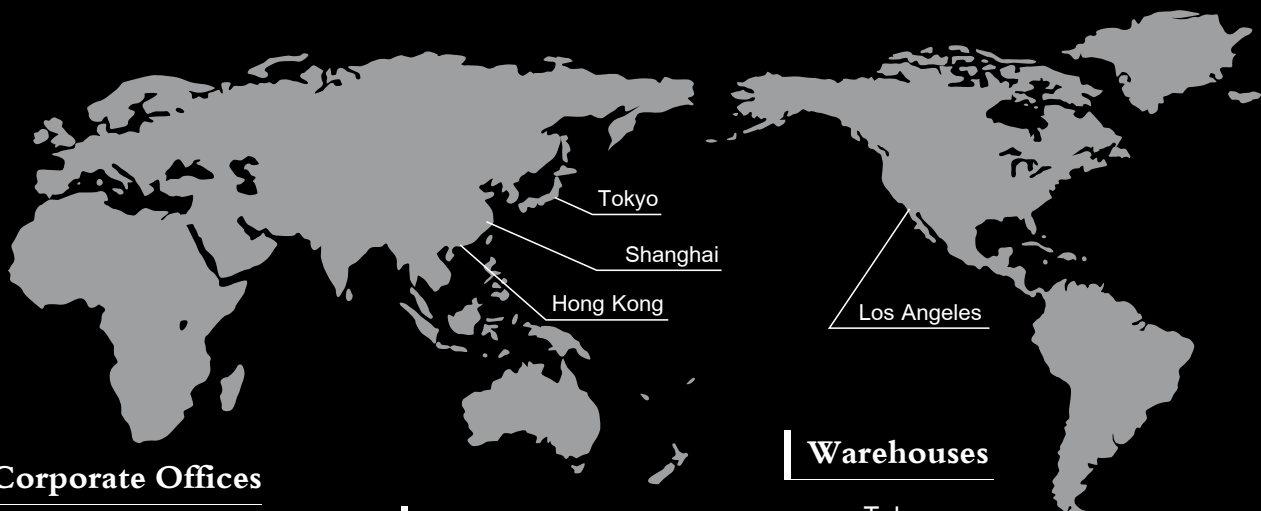 Tokyo
Shanghai
Hong Kong
Los Angeles
Warehouses
Corporate Offices